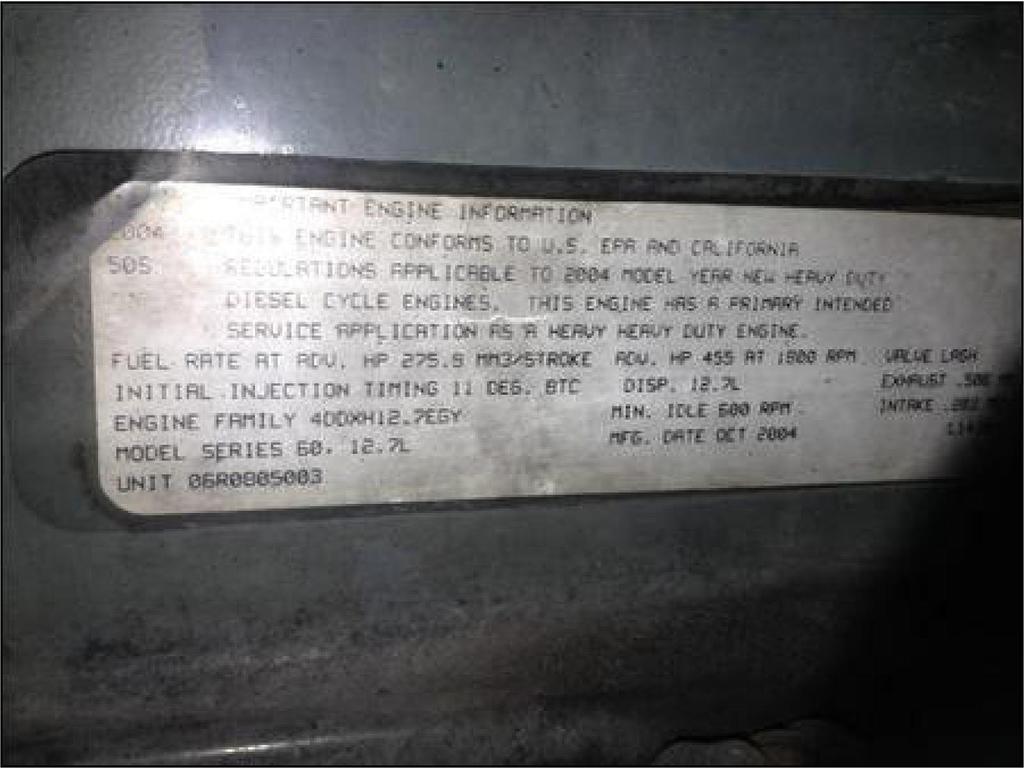 IMPORTANT ENGINE INFORMATION
2004 THIS ENGINE CONFORMS TO U.S. EPA AND CALIFORNIA
505 REGULATIONS APPLICABLE TO 2004 MODEL YEAR NEW HEAVY DUTY
DIESEL CYCLE ENGINES. THIS ENGINE HAS A PRIMARY INTENDED
SERVICE APPLICATION AS A HEAVY HEAVY DUTY ENGINE.
FUEL RATE AT ADV. HP 275.8 MM3/STROKE ADV. HP 455 AT 1800 RPM VALVE LASH
INITIAL INJECTION TIMING 11 DEG. BTC DISP. 12.7L EXHAUST
ENGINE FAMILY 4DDXH12.7EGY MIN. IDLE 600 RPM INTAKE
MODEL SERIES 60, 12.7L MFG. DATE OCT 2004
UNIT 06R0805003